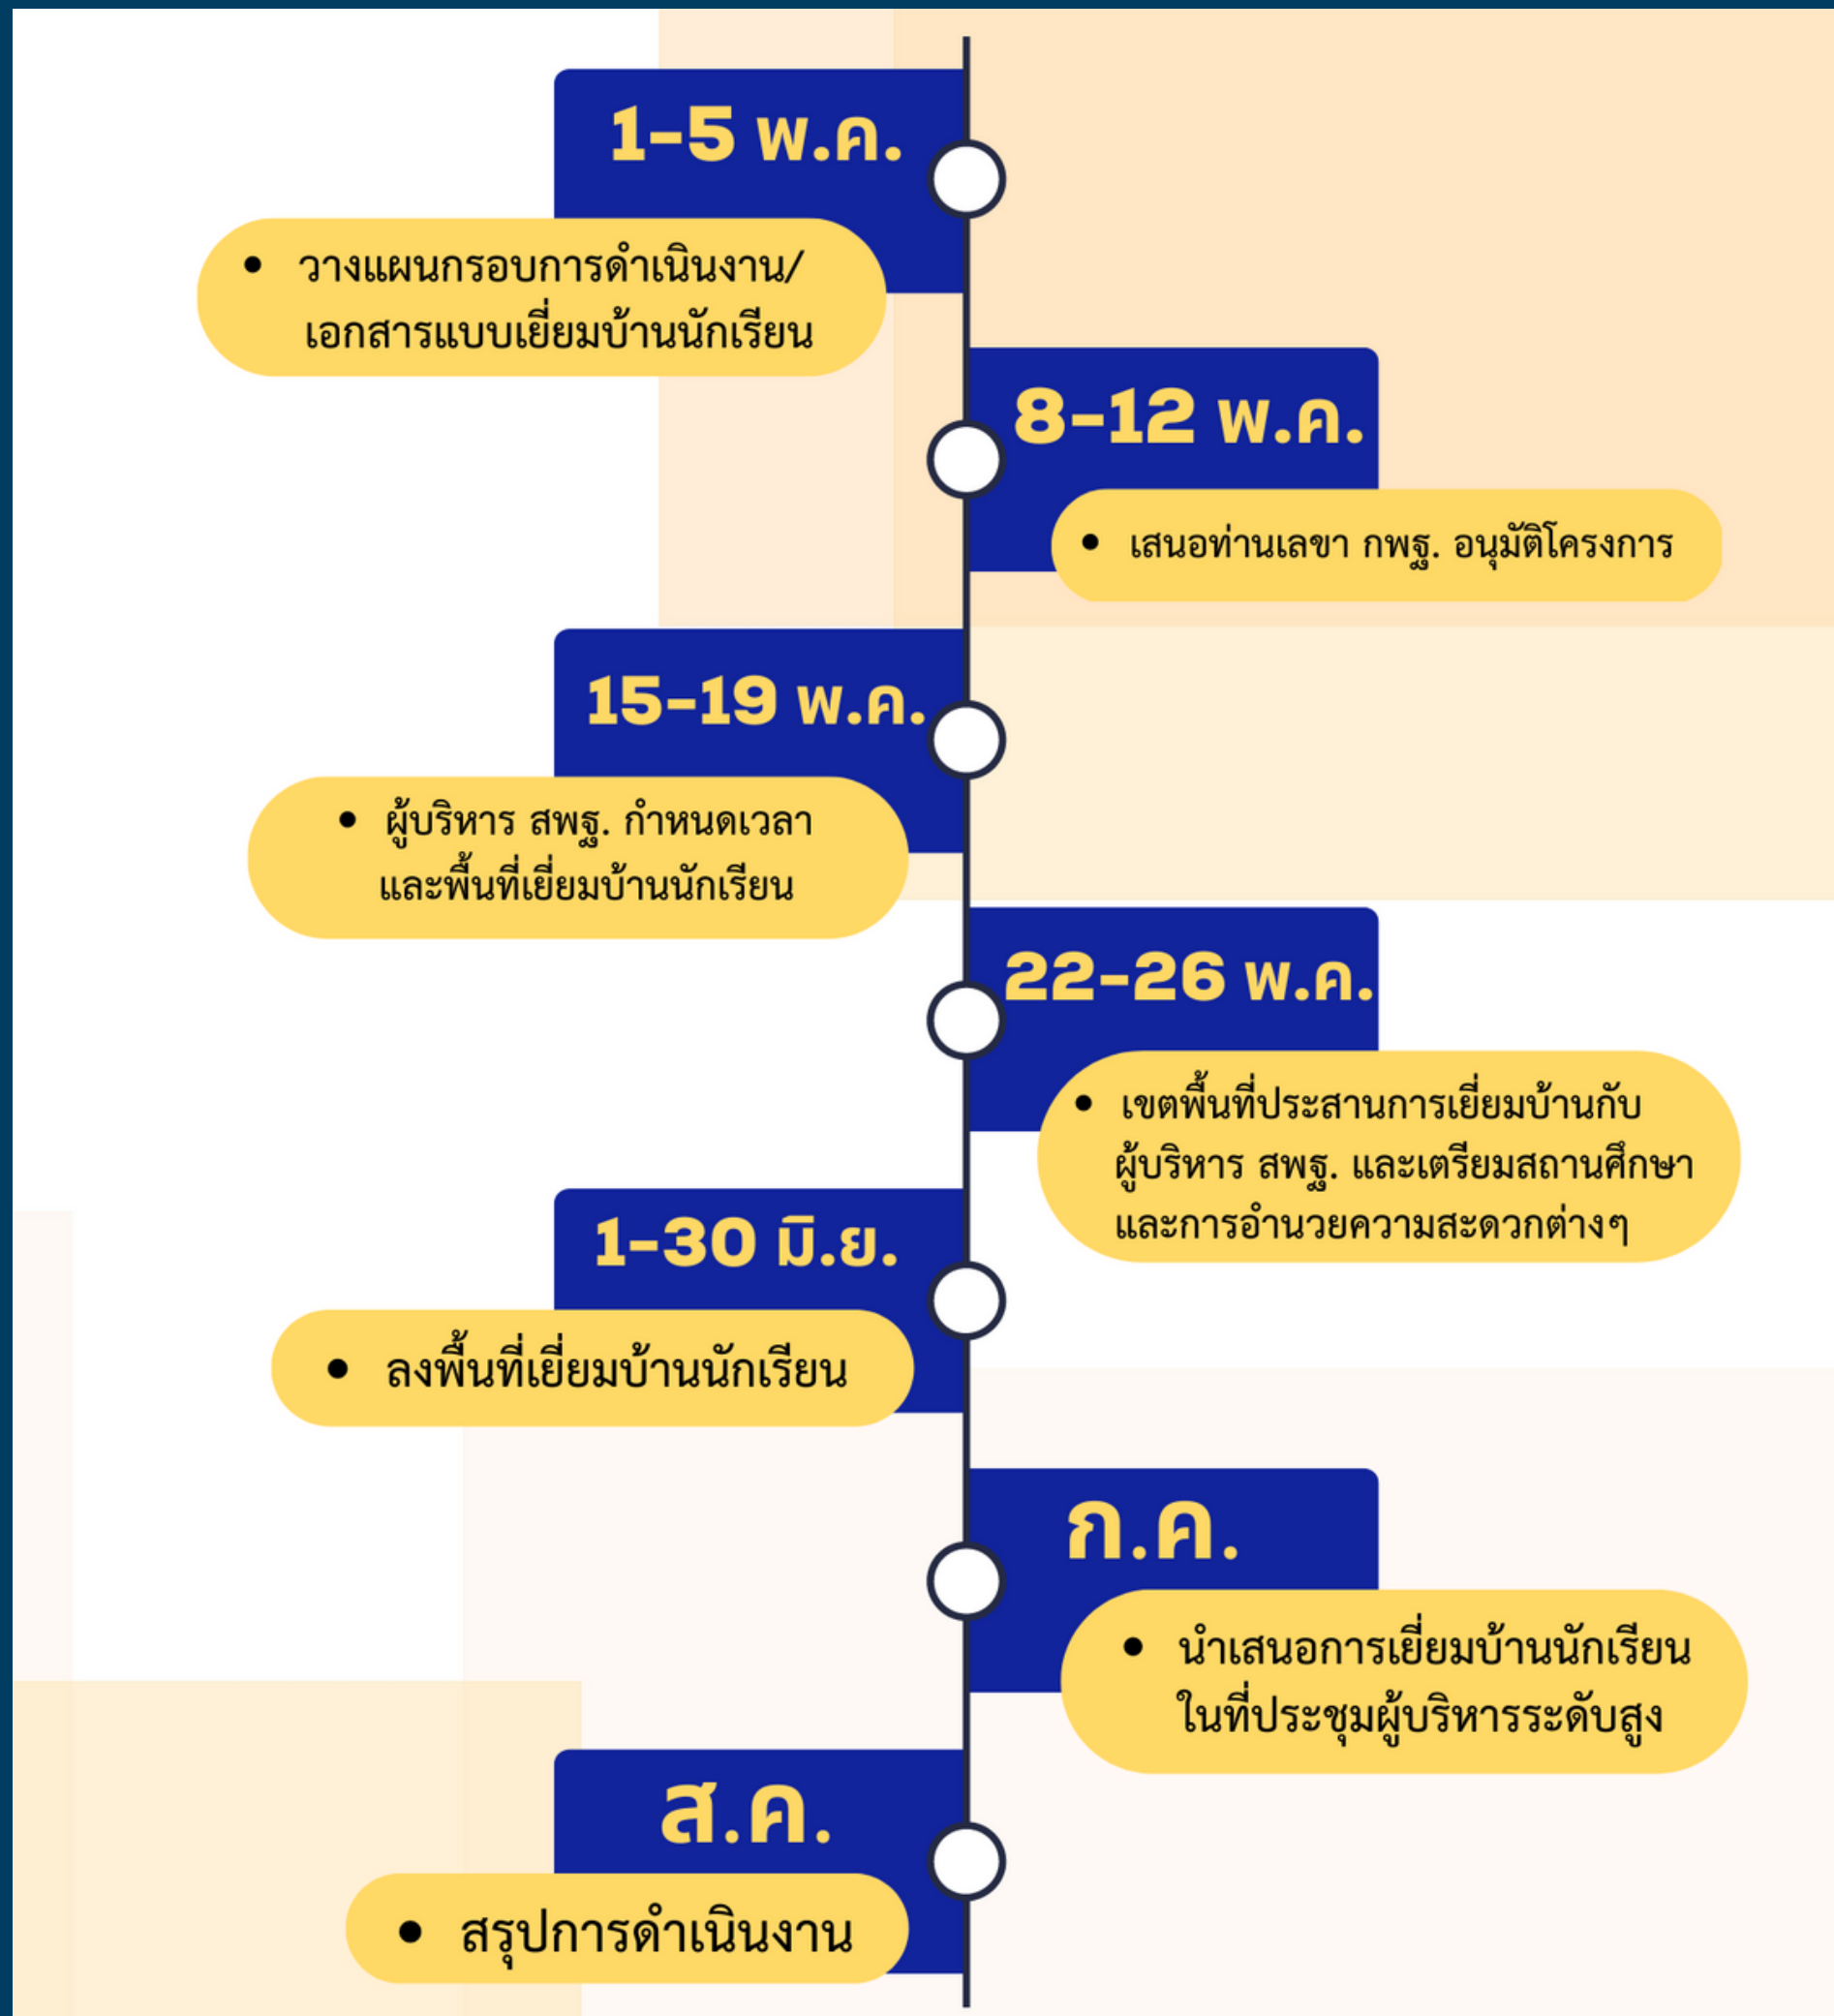 1-5 พ.ค.
• วางแผนกรอบการดำเนินงาน/
เอกสารแบบเยี่ยมบ้านนักเรียน
8-12 พ.ค.
• เสนอท่านเลขา กพฐ. อนุมัติโครงการ
15-19 พ.ค.
• ผู้บริหาร สพฐ. กำหนดเวลา
และพื้นที่เยี่ยมบ้านนักเรียน
22-26 พ.ค.
• เขตพื้นที่ประสานการเยี่ยมบ้านกับ
ผู้บริหาร สพฐ. และเตรียมสถานศึกษา
และการอำนวยความสะดวกต่างๆ
1-30 มิ.ย.
• ลงพื้นที่เยี่ยมบ้านนักเรียน
ก.ค.
• นำเสนอการเยี่ยมบ้านนักเรียน
ในที่ประชุมผู้บริหารระดับสูง
ส.ค.
• สรุปการดำเนินงาน